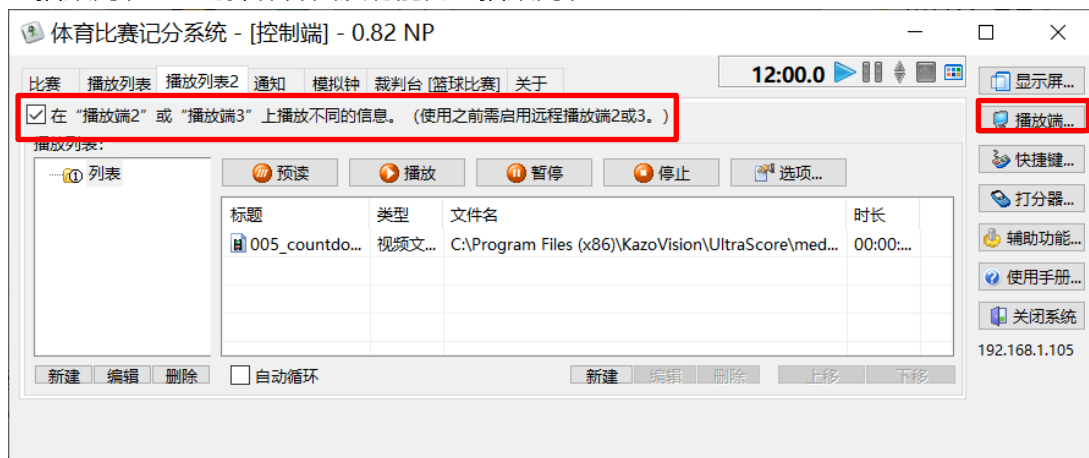 体育比赛记分系统 - [控制端] - 0.82 NP
比赛 播放列表 播放列表2 通知 模拟钟 裁判台 [篮球比赛] 关于
12:00.0
显示屏...
在“播放端2”或“播放端3”上播放不同的信息。（使用之前需启用远程播放端2或3。）
播放端...
播放列表:
列表
预读 播放 暂停 停止 选项...
快捷键...
打分器...
标题 类型 文件名 时长
005_countdo... 视频文... C:\Program Files (x86)\KazoVision\UltraScore\med... 00:00:...
辅助功能...
使用手册...
关闭系统
192.168.1.105
新建 编辑 删除 自动循环 新建 编辑 删除 上移 下移